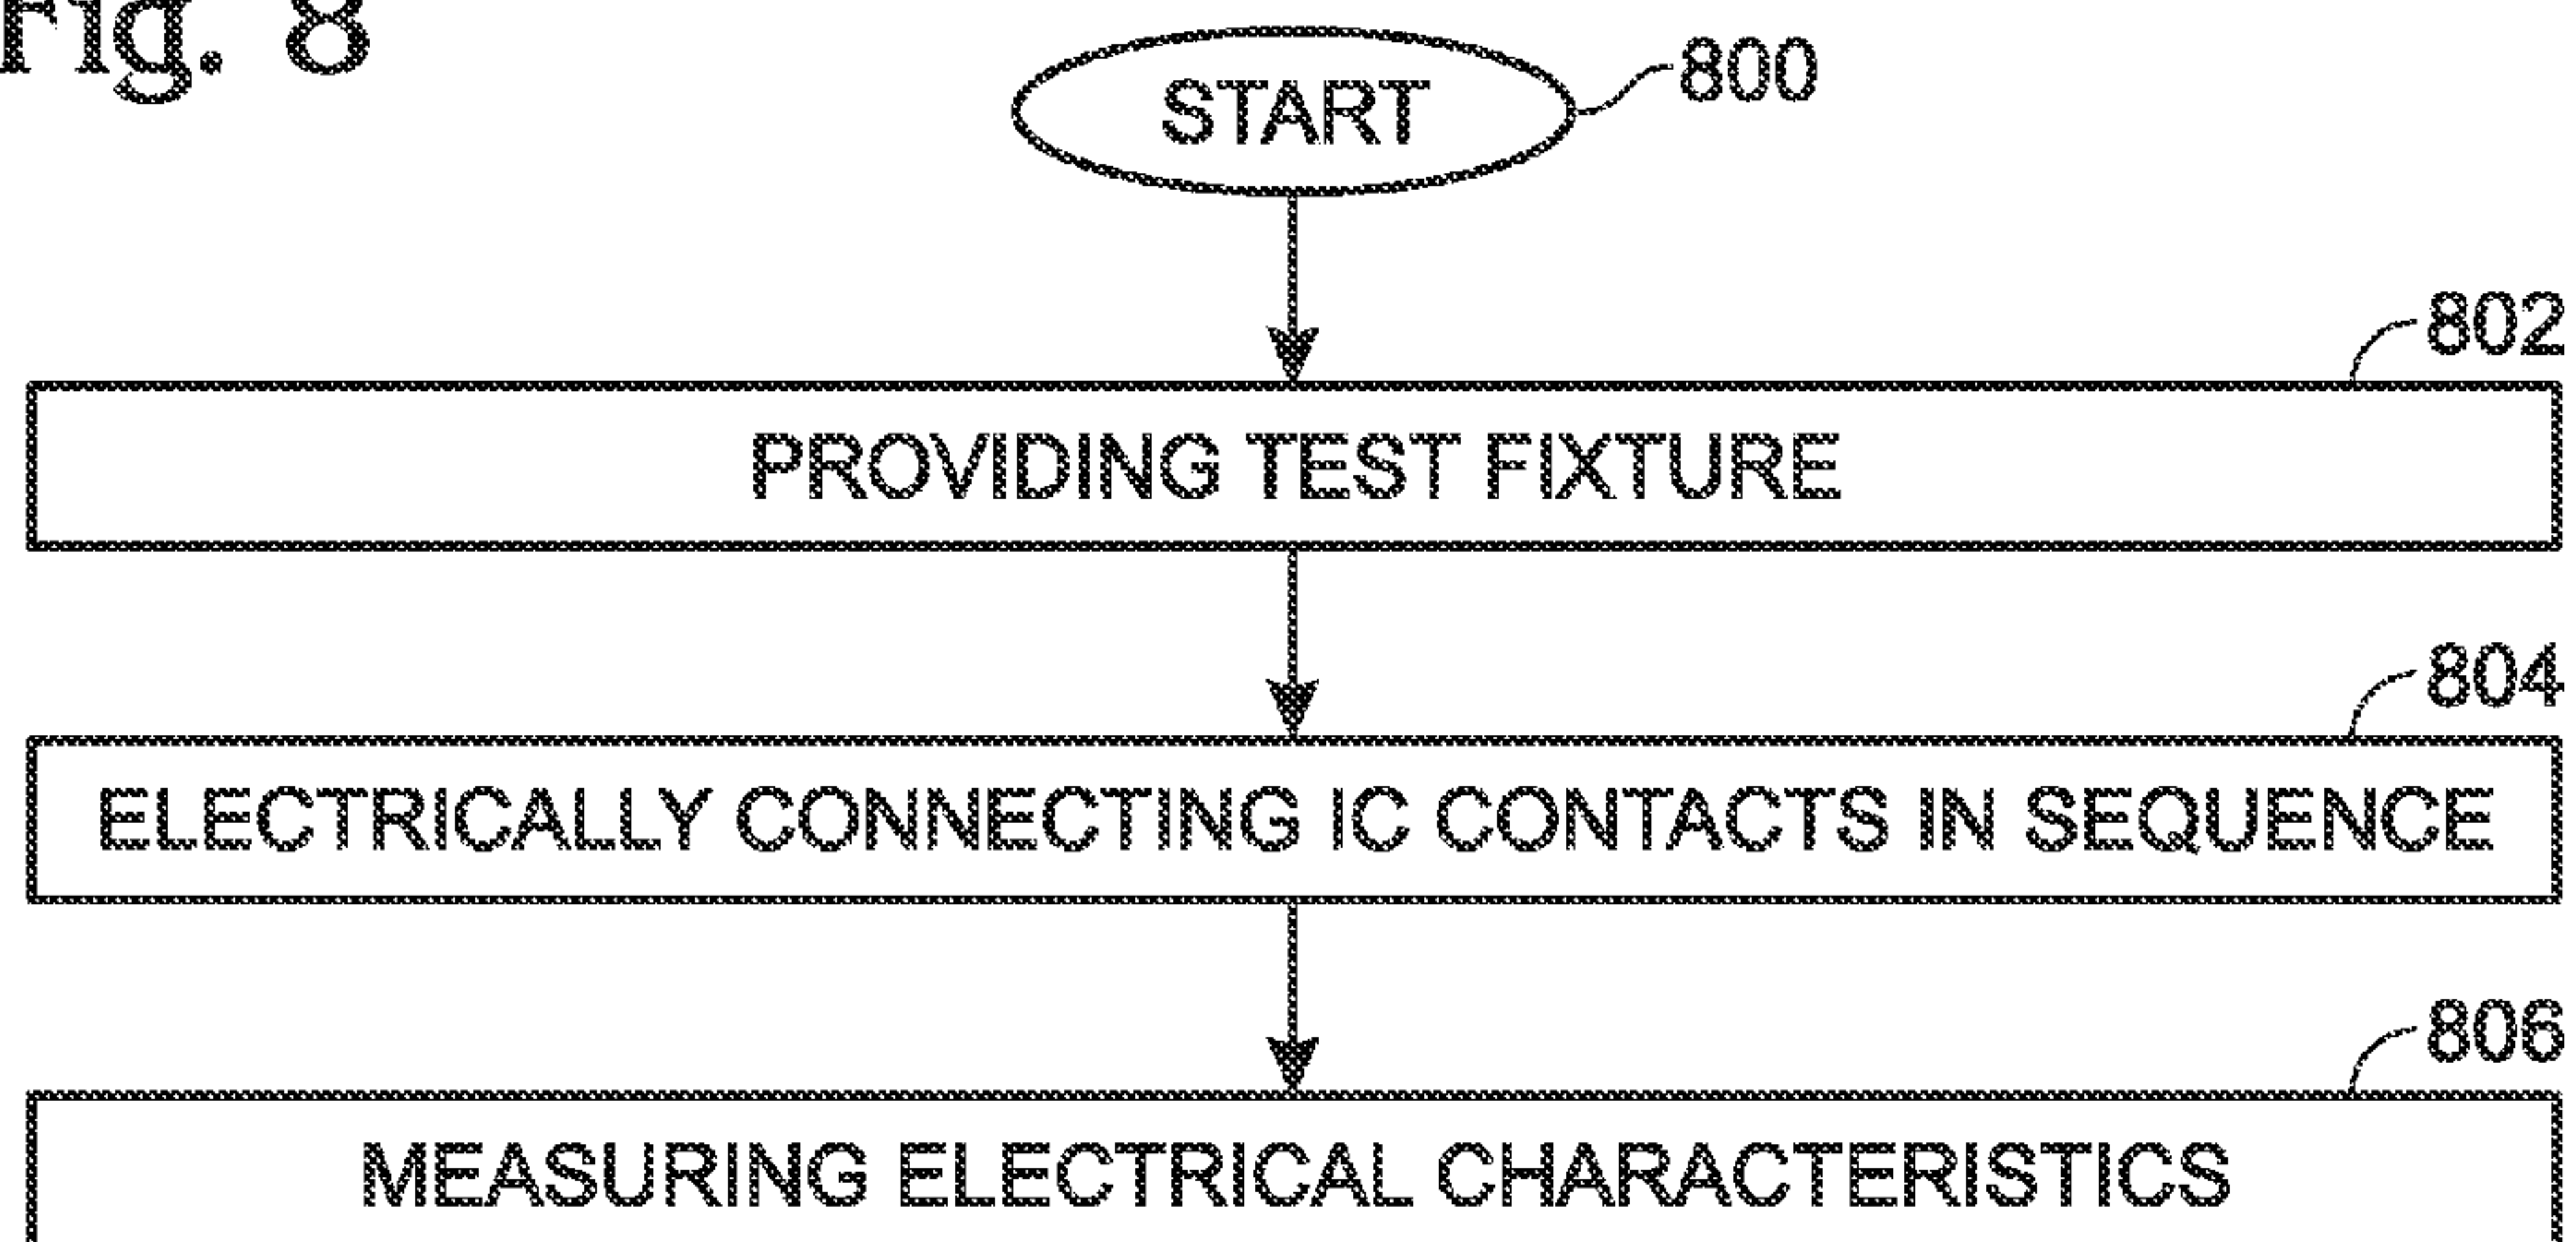 Fig. 8
START
800
802
PROVIDING TEST FIXTURE
804
ELECTRICALLY CONNECTING IC CONTACTS IN SEQUENCE
806
MEASURING ELECTRICAL CHARACTERISTICS